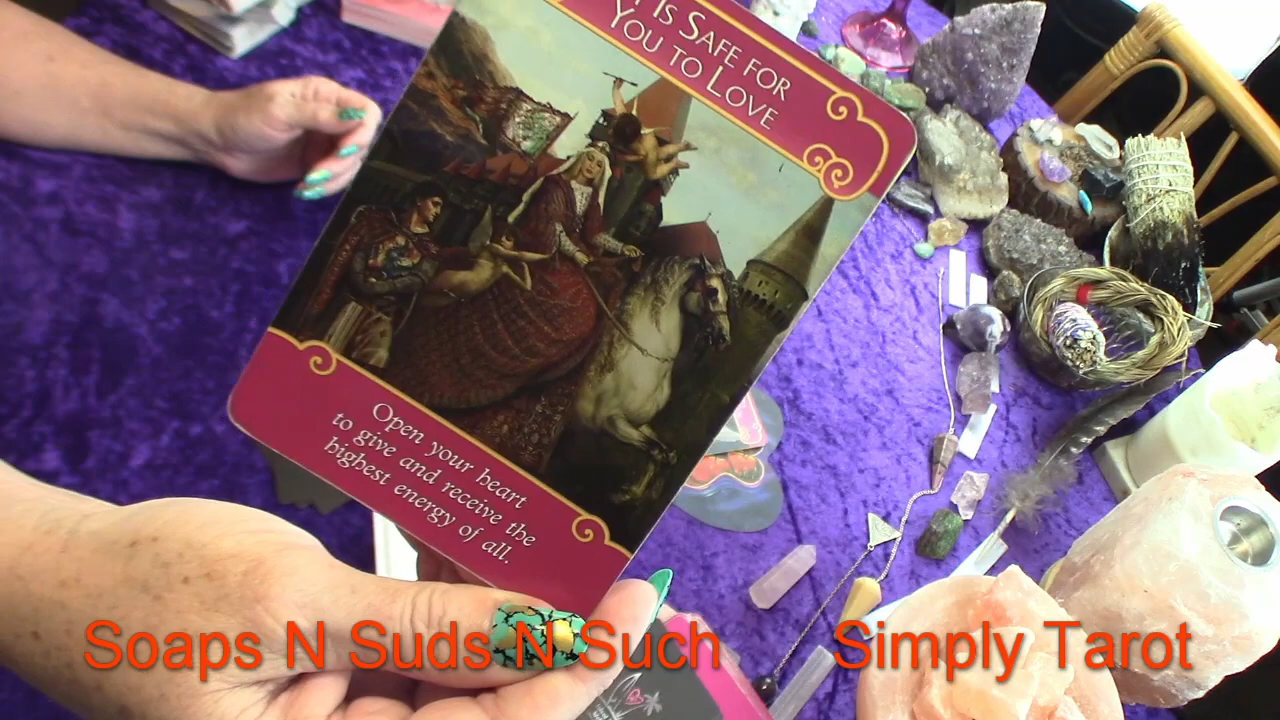 Is Safe for
You to Love
Open your heart
to give and receive the
highest energy of all.
Soaps N Suds N Such Simply Tarot